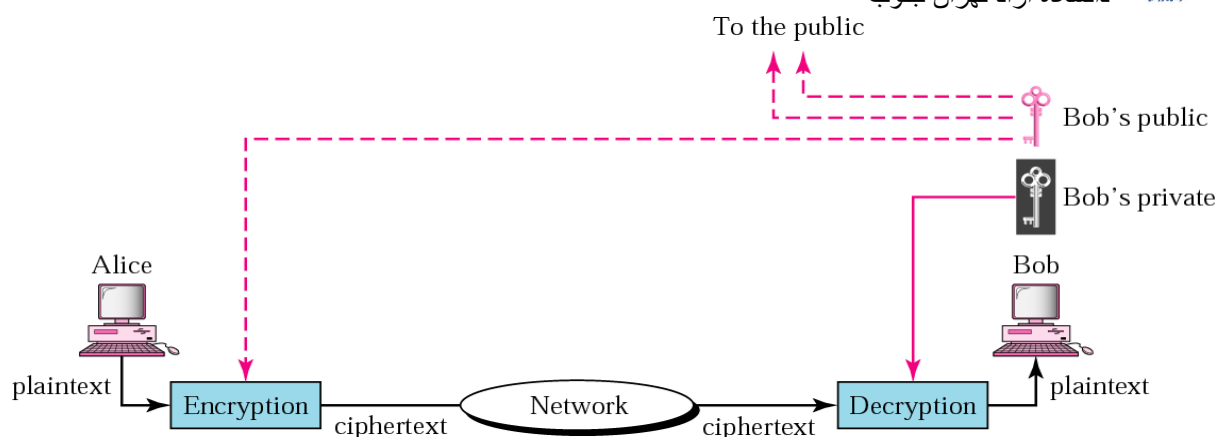 To the public
Bob's public
Bob's private
Alice
Bob
plaintext
Encryption
ciphertext
Network
ciphertext
Decryption
plaintext